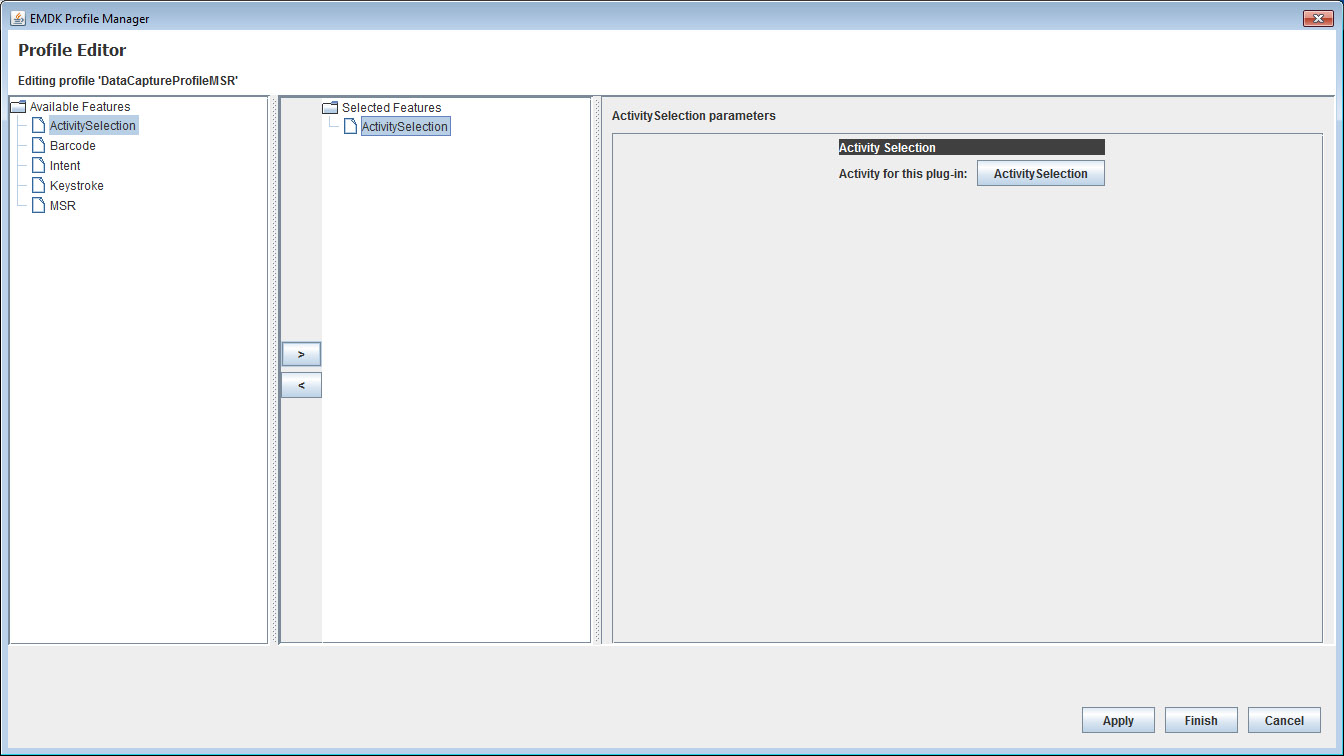 EMDK Profile Manager
Profile Editor
Editing profile 'DataCaptureProfileMSR'
Available Features
ActivitySelection
Barcode
Intent
Keystroke
MSR
>
<
Selected Features
ActivitySelection
ActivitySelection parameters
Activity Selection
Activity for this plug-in: ActivitySelection
Apply Finish Cancel